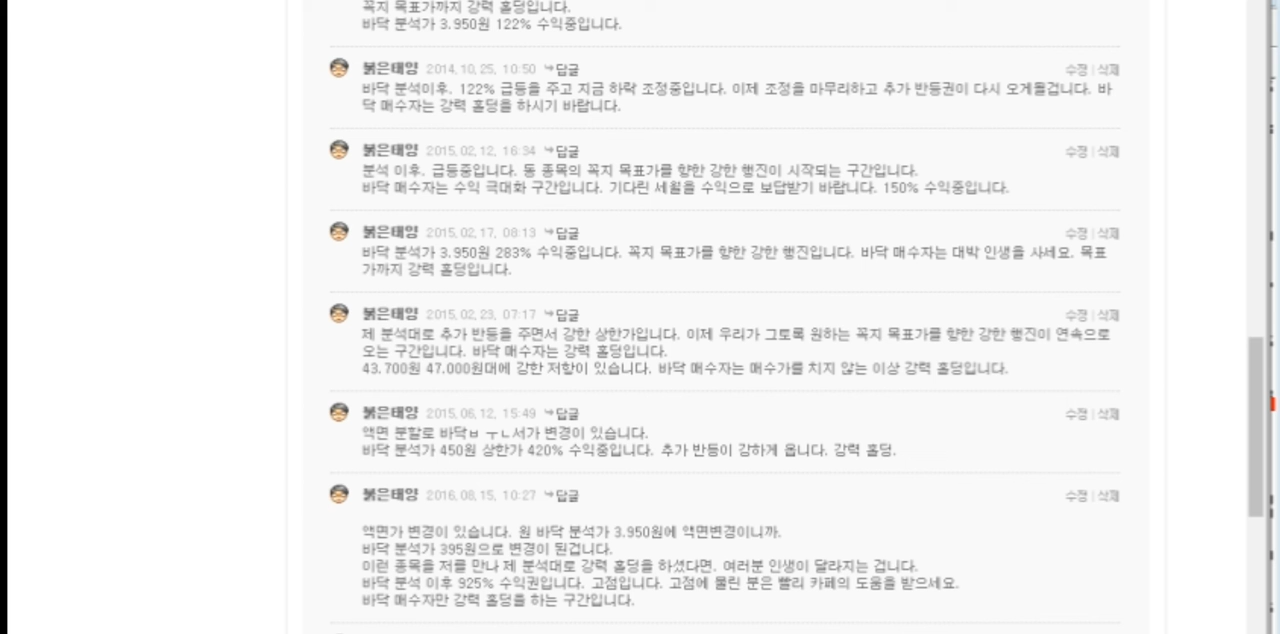 꼭지 목표가까지 강력 홀딩입니다.
바닥 분석가 3.950원 122% 수익중입니다.
붉은태양 2014.10.25. 10:50 답글 수정 | 삭제
바닥 분석이후. 122% 급등을 주고 지금 하락 조정중입니다. 이제 조정을 마무리하고 추가 반등권이 다시 오게될겁니다. 바
닥 매수자는 강력 홀딩을 하시기 바랍니다.
붉은태양 2015.02.12. 16:34 답글 수정 | 삭제
분석 이후. 급등중입니다. 동 종목의 꼭지 목표가를 향한 강한 행진이 시작되는 구간입니다.
바닥 매수자는 수익 극대화 구간입니다. 기다린 세월을 수익으로 보답받기 바랍니다. 150% 수익중입니다.
붉은태양 2015.02.17. 08:13 답글 수정 | 삭제
바닥 분석가 3.950원 283% 수익중입니다. 꼭지 목표가를 향한 강한 행진입니다. 바닥 매수자는 대박 인생을 사세요. 목표
가까지 강력 홀딩입니다.
붉은태양 2015.02.23. 07:17 답글 수정 | 삭제
제 분석대로 추가 반등을 주면서 강한 상한가입니다. 이제 우리가 그토록 원하는 꼭지 목표가를 향한 강한 행진이 연속으로
오는 구간입니다. 바닥 매수자는 강력 홀딩입니다.
43.700원 47.000원대에 강한 저항이 있습니다. 바닥 매수자는 매수가를 치지 않는 이상 강력 홀딩입니다.
붉은태양 2015.06.12. 15:49 답글 수정 | 삭제
액면 분할로 바닥ㅂ ㅜㄴ서가 변경이 있습니다.
바닥 분석가 450원 상한가 420% 수익중입니다. 추가 반등이 강하게 옵니다. 강력 홀딩.
붉은태양 2016.08.15. 10:27 답글 수정 | 삭제
액면가 변경이 있습니다. 원 바닥 분석가 3.950원에 액면변경이니까.
바닥 분석가 395원으로 변경이 된겁니다.
이런 종목을 저를 만나 제 분석대로 강력 홀딩을 하셨다면. 여러분 인생이 달라지는 겁니다.
바닥 분석 이후 925% 수익권입니다. 고점입니다. 고점에 물린 분은 빨리 카페의 도움을 받으세요.
바닥 매수자만 강력 홀딩를 하는 구간입니다.